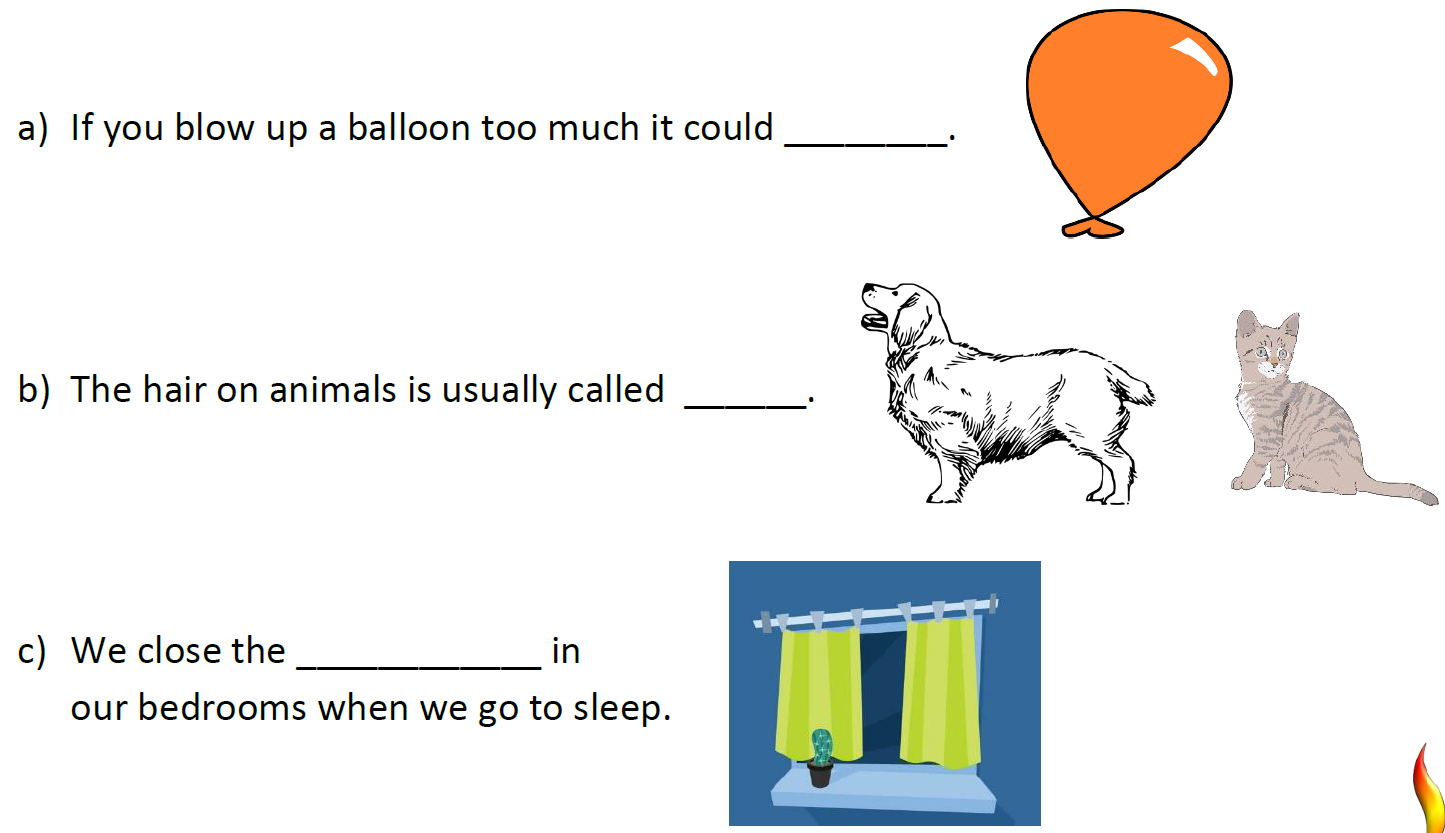 a) If you blow up a balloon too much it could ________.
b) The hair on animals is usually called ______.
c) We close the ____________ in
our bedrooms when we go to sleep.